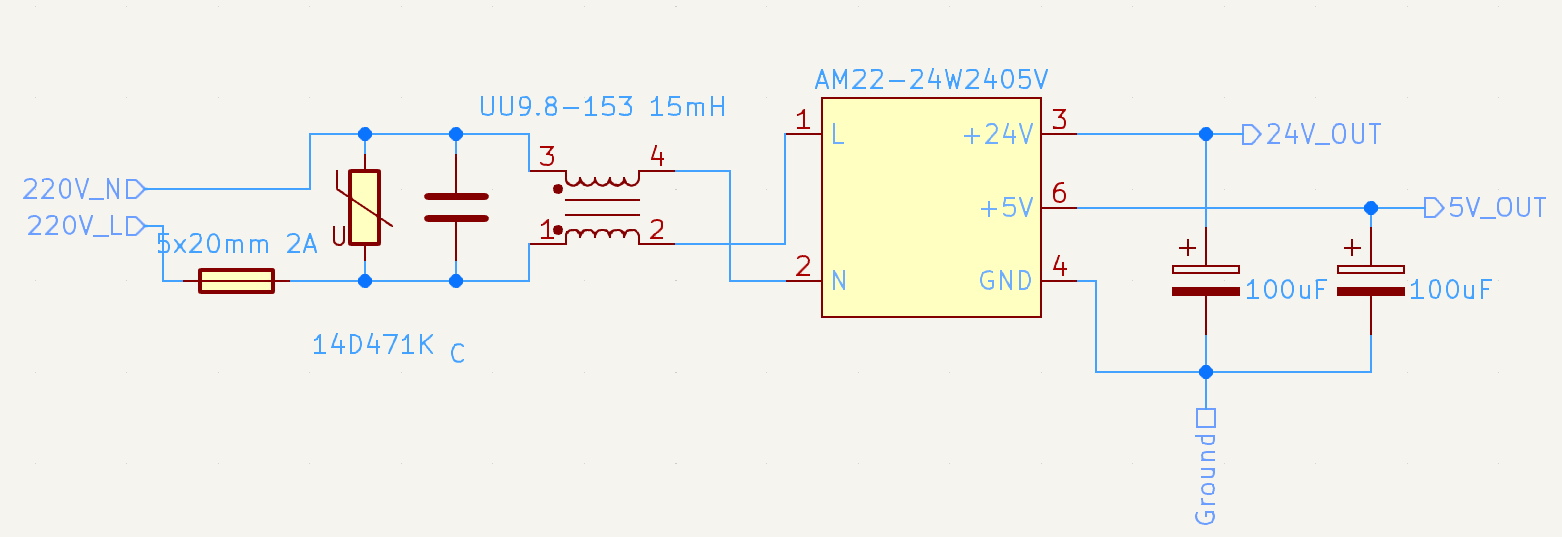 AM22-24W2405V
UU9.8-153 15mH
1
L
+24V
3
24V_OUT
3
4
220V_N
U
220V_L
5x20mm 2A
1
2
+5V
6
5V_OUT
2
N
GND
4
+
+
100uF
100uF
14D471K
C
Ground